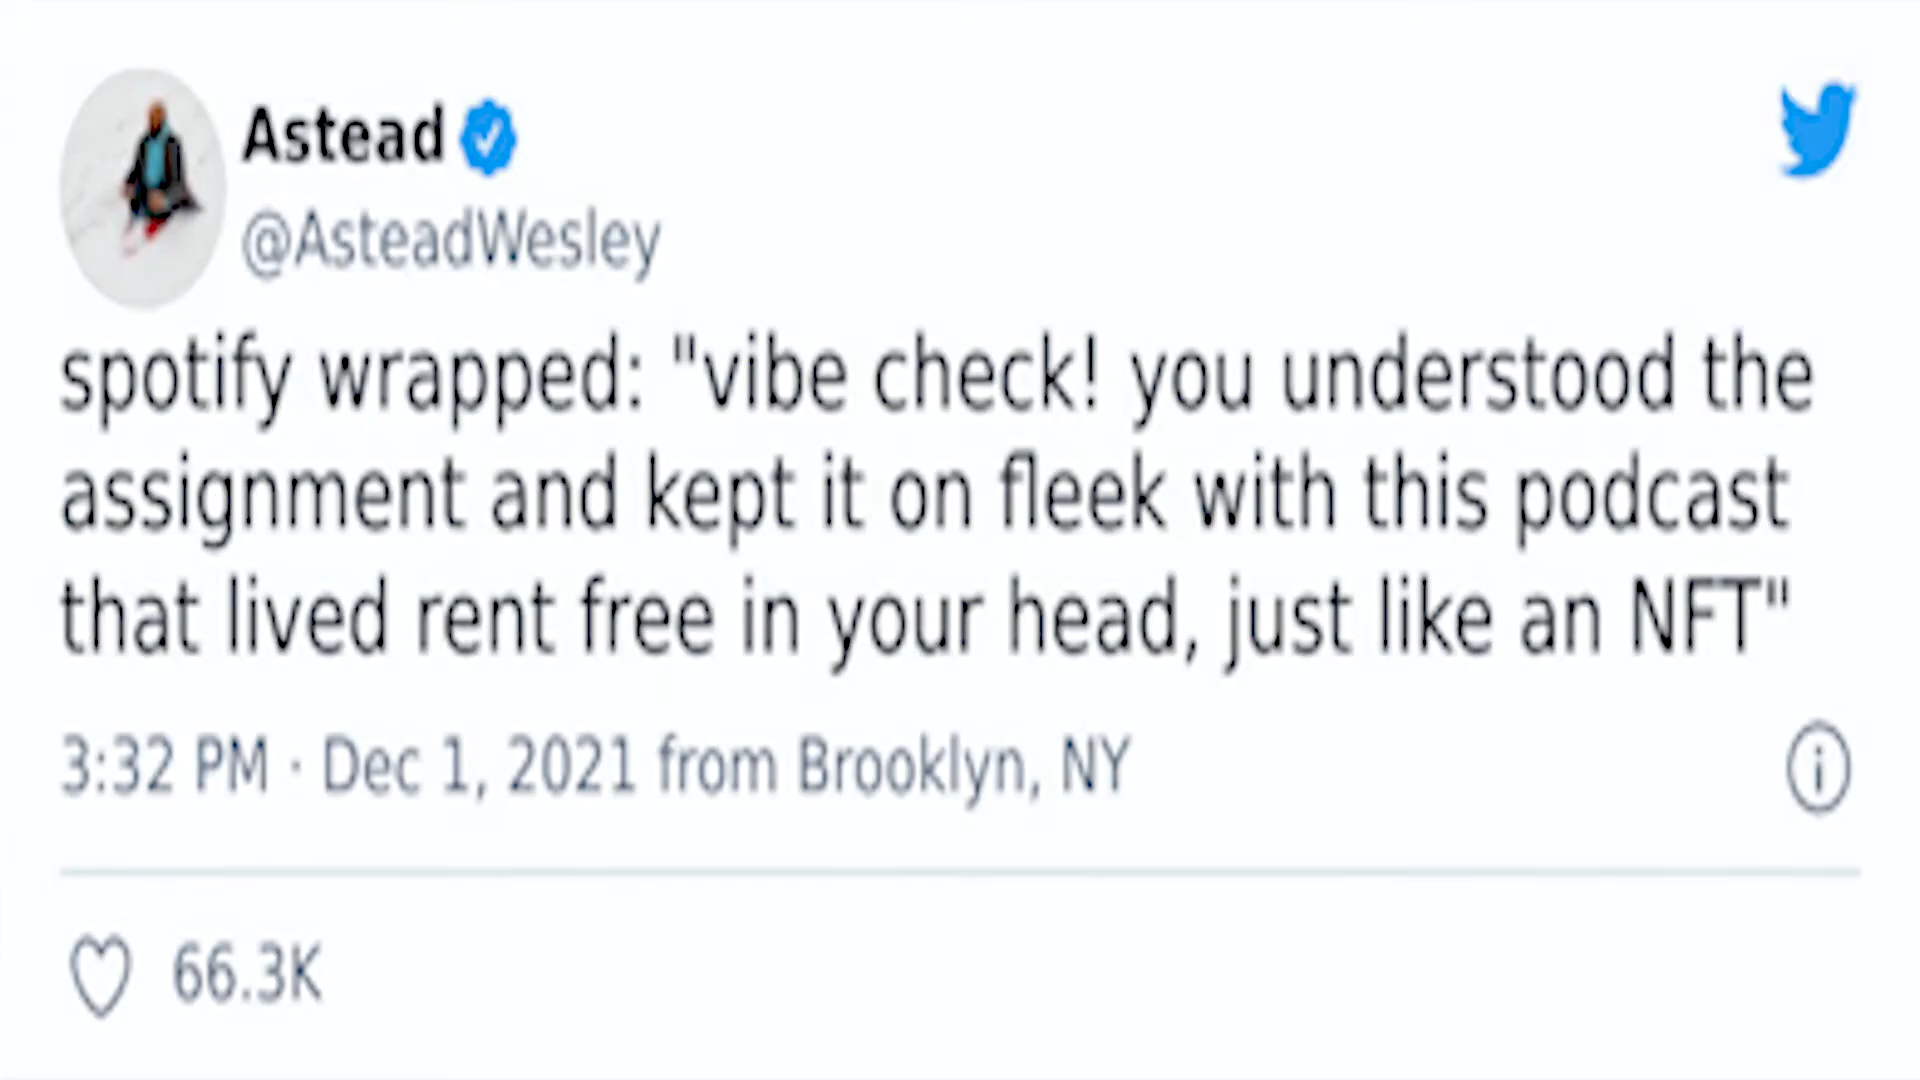 Astead
@AsteadWesley
spotify wrapped: "vibe check! you understood the
assignment and kept it on fleek with this podcast
that lived rent free in your head, just like an NFT"
3:32 PM · Dec 1, 2021 from Brooklyn, NY
66.3K